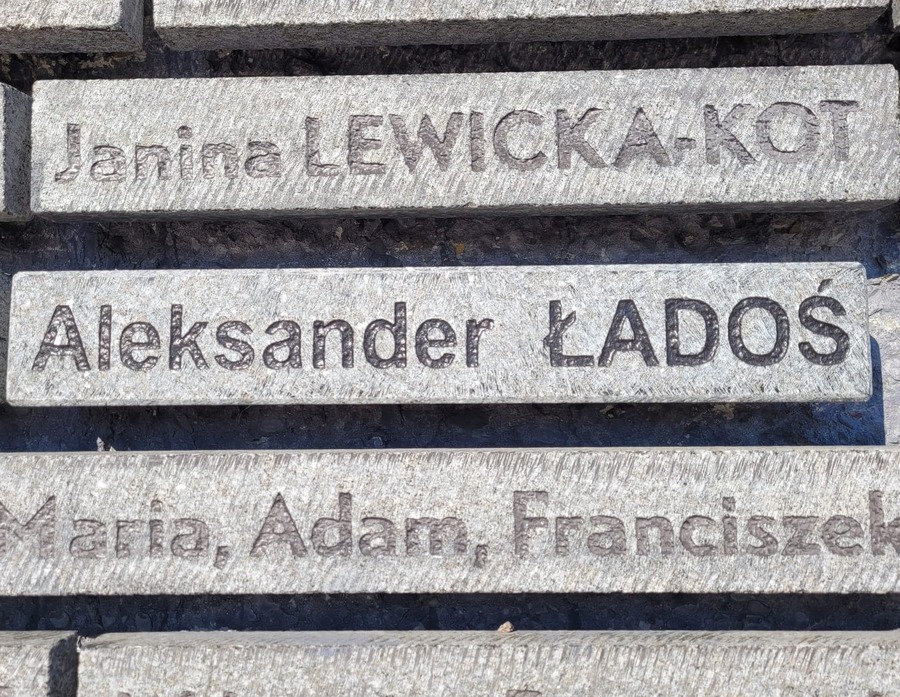 Janina LEWICKA-KOT
Aleksander ŁADOŚ
Maria, Adam, Franciszek